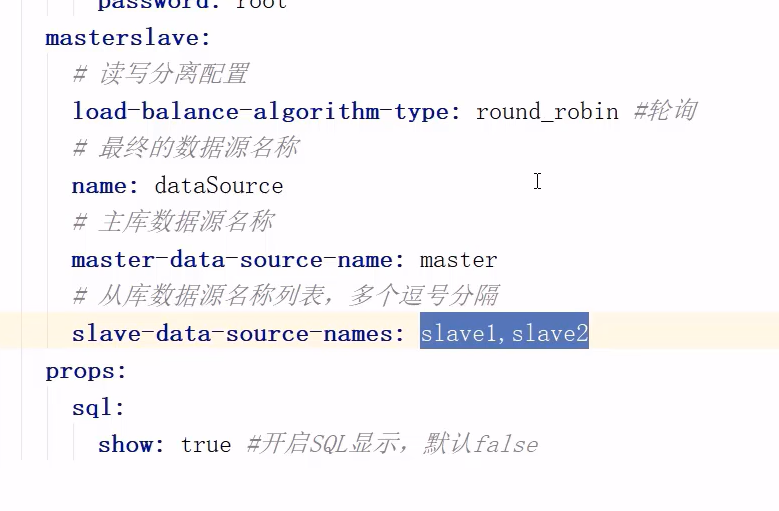 password: root
masterslave:
# 读写分离配置
load-balance-algorithm-type: round_robin #轮询
# 最终的数据源名称
name: dataSource
# 主库数据源名称
master-data-source-name: master
# 从库数据源名称列表，多个逗号分隔
slave-data-source-names: slave1,slave2
props:
sql:
show: true #开启SQL显示，默认false